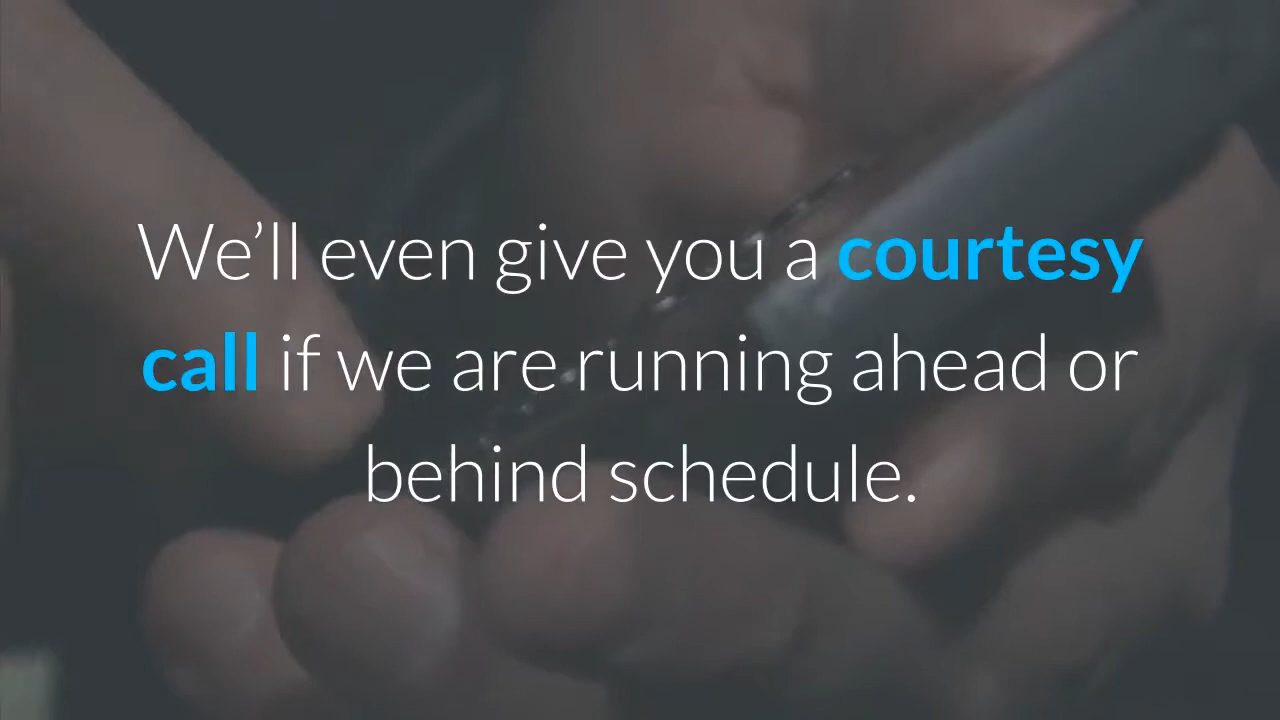 We’ll even give you a courtesy
call if we are running ahead or
behind schedule.